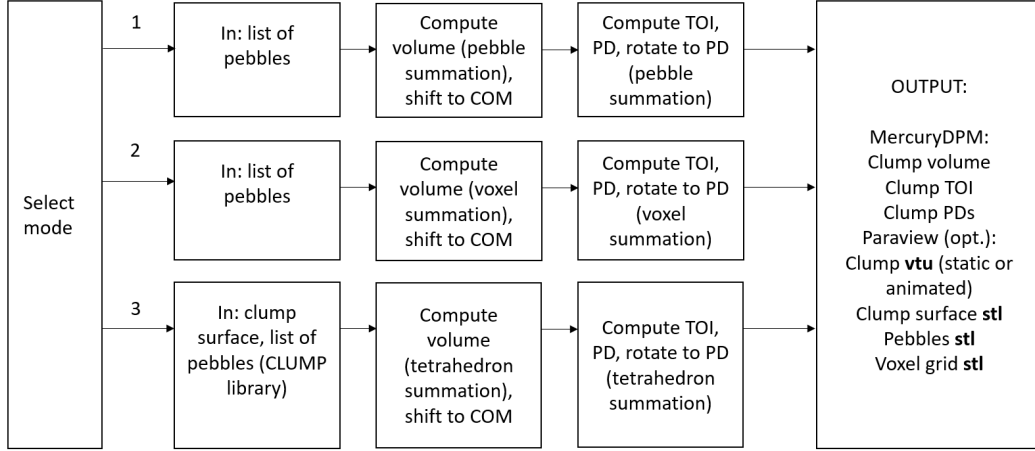 Select
mode
1
In: list of
pebbles
Compute
volume (pebble
summation),
shift to COM
Compute TOI,
PD, rotate to PD
(pebble
summation)
2
In: list of
pebbles
Compute
volume (voxel
summation),
shift to COM
Compute TOI,
PD, rotate to PD
(voxel
summation)
3
In: clump
surface, list of
pebbles (CLUMP
library)
Compute
volume
(tetrahedron
summation),
shift to COM
Compute TOI,
PD, rotate to PD
(tetrahedron
summation)
OUTPUT:
MercuryDPM:
Clump volume
Clump TOI
Clump PDs
Paraview (opt.):
Clump vtu (static or
animated)
Clump surface stl
Pebbles stl
Voxel grid stl